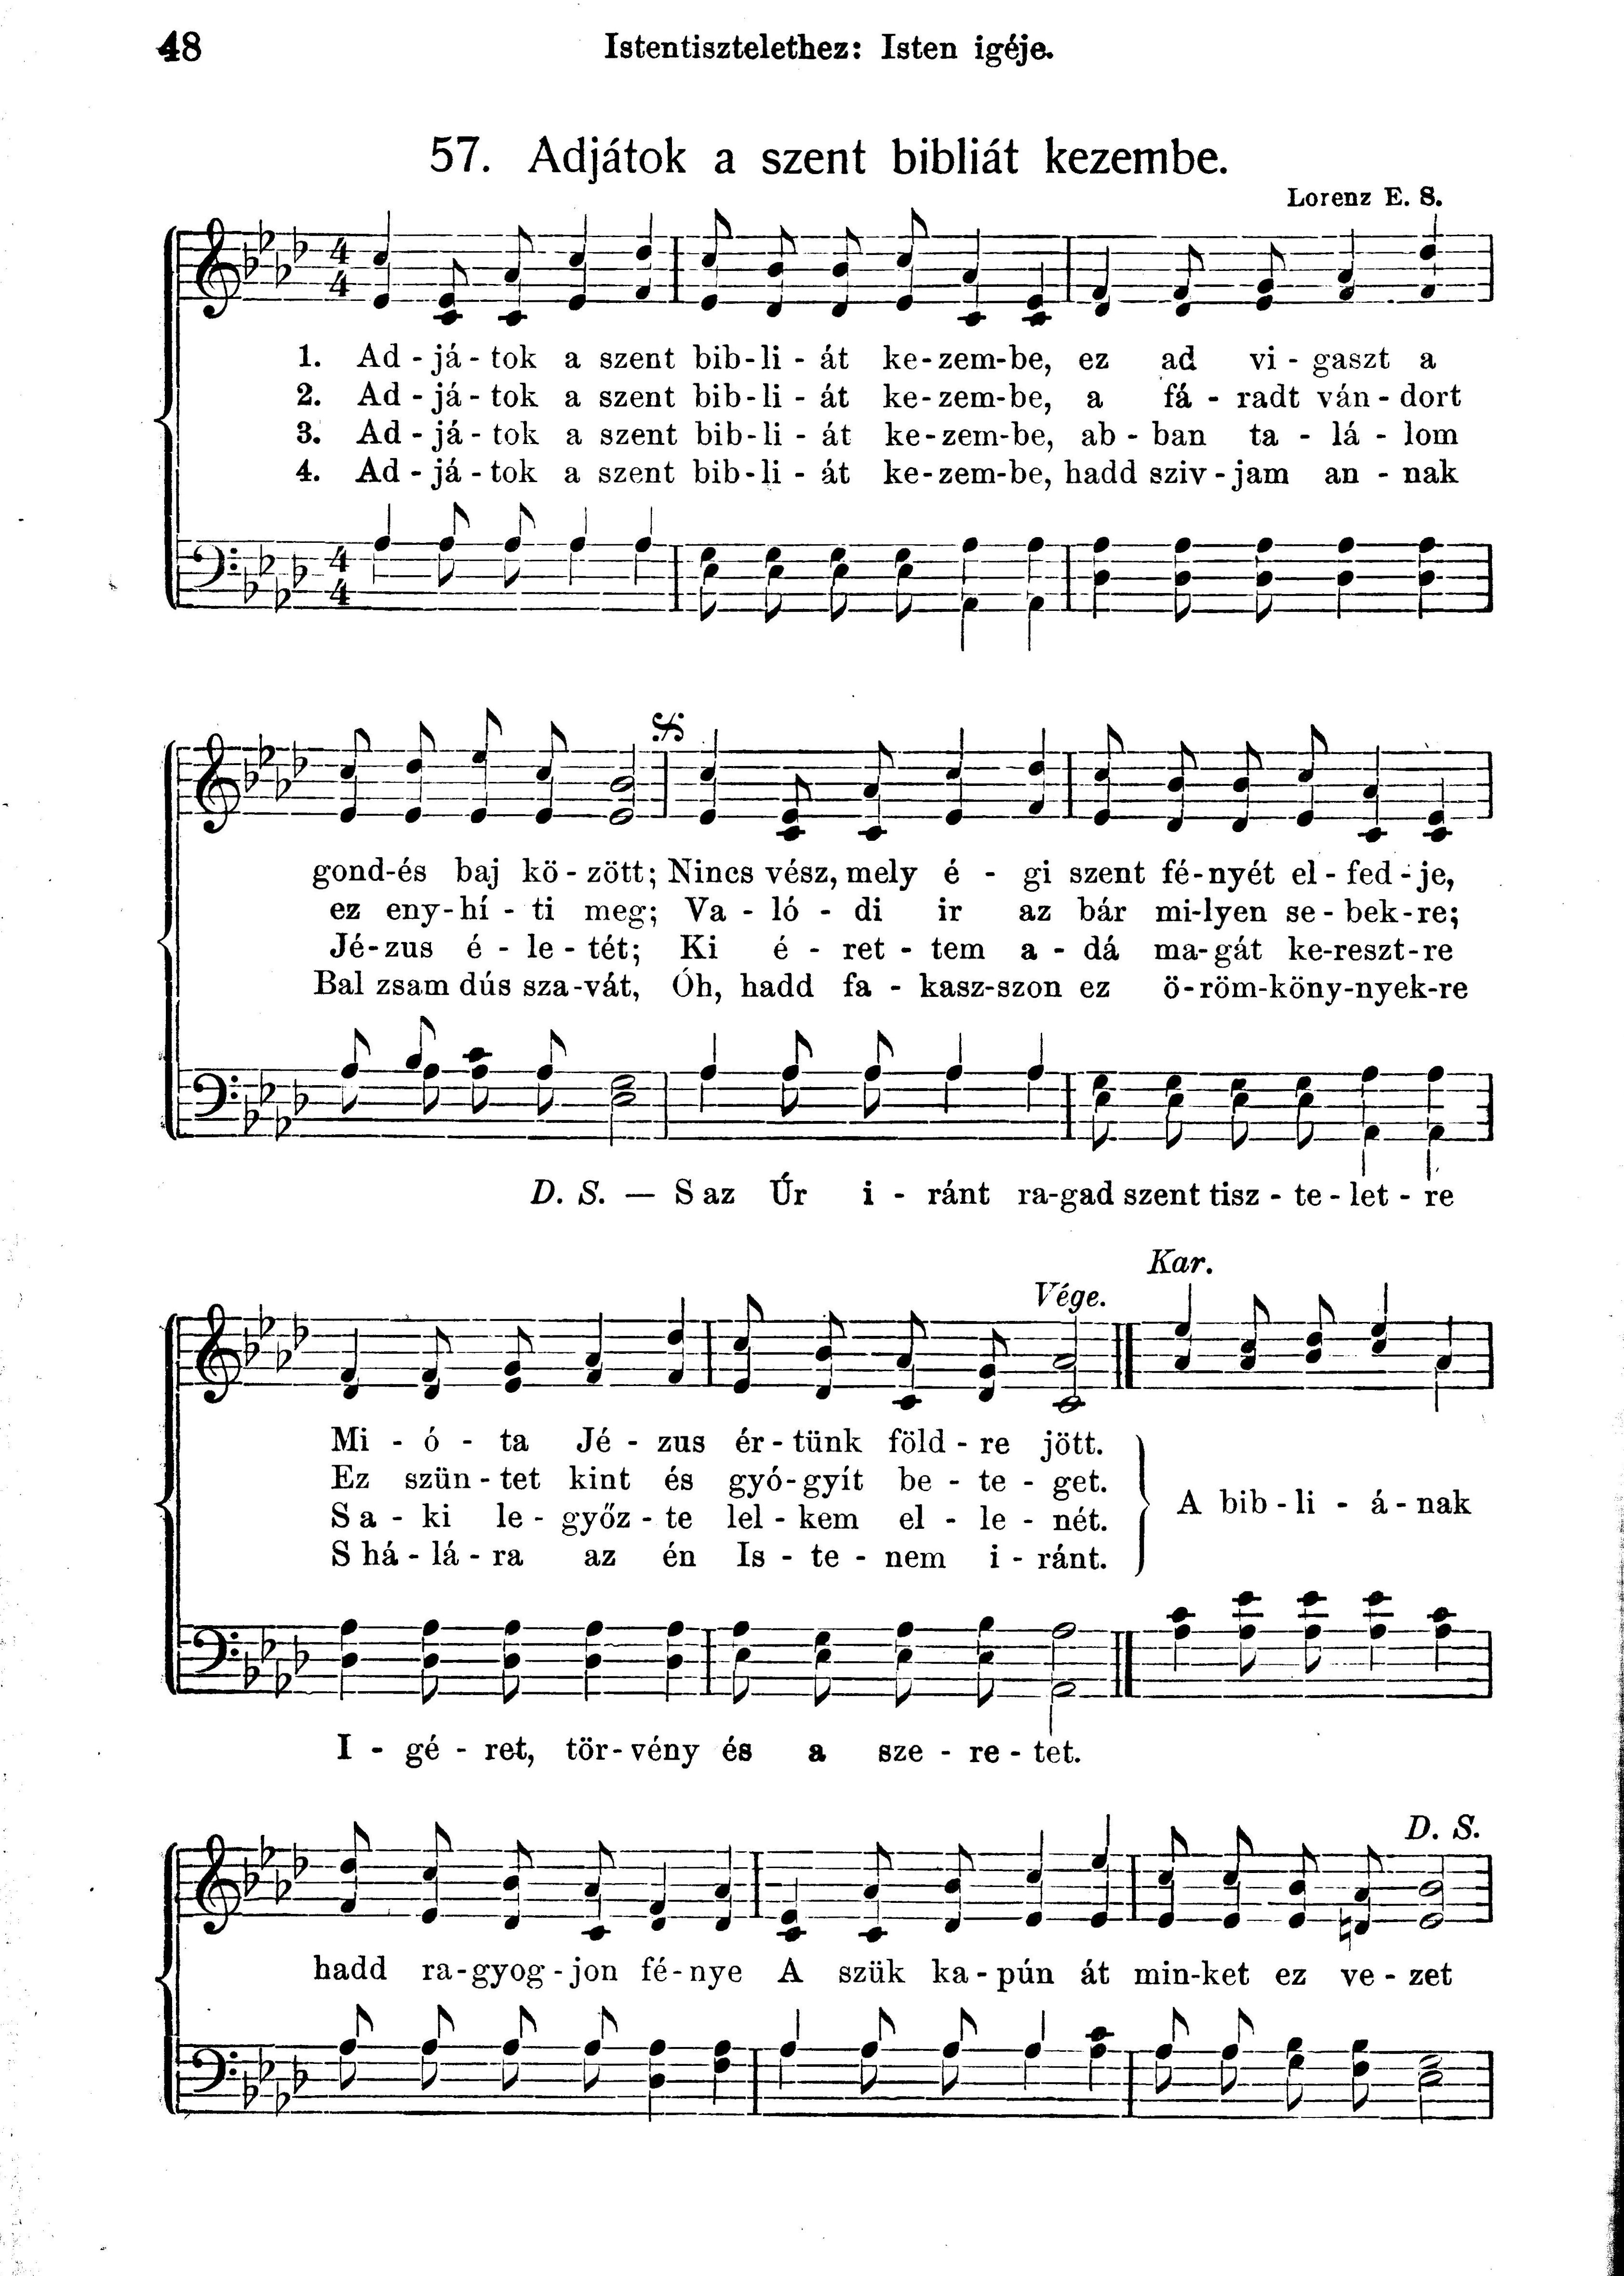 48
Istentisztelethez: Isten igéje.
57. Adjátok a szent bibliát kezembe.
Lorenz E. S.
4
4
1. Ad - já - tok a szent bib - li - át ke - zem - be, ez ad vi - gaszt a
2. Ad - já - tok a szent bib - li - át ke - zem - be, a fá - radt ván - dort
3. Ad - já - tok a szent bib - li - át ke - zem - be, ab - ban ta - lá - lom
4. Ad - já - tok a szent bib - li - át ke - zem - be, hadd sziv - jam an - nak
4
4
gond-és baj kö - zött; Nincs vész, mely é - gi szent fé - nyét el - fed - je,
ez eny - hí - ti meg; Va - ló - di ir az bár mi - lyen se - bek - re;
Jé - zus é - le - tét; Ki é - ret - tem a - dá ma - gát ke - reszt - re
Bal zsam dús sza - vát, Óh, hadd fa - kasz - szon ez ö - röm - köny - nyek - re
D. S. — S az Úr i - ránt ra - gad szent tisz - te - let - re
Kar.
Vége.
Mi - ó - ta Jé - zus ér - tünk föld - re jött.
Ez szün - tet kint és gyó - gyít be - te - get.
S a - ki le - győz - te lel - kem el - le - nét.
S há - lá - ra az én Is - te - nem i - ránt.
A bib - li - á - nak
I - gé - ret, tör - vény és a sze - re - tet.
D. S.
hadd ra - gyog - jon fé - nye A szük ka - pún át min - ket ez ve - zet